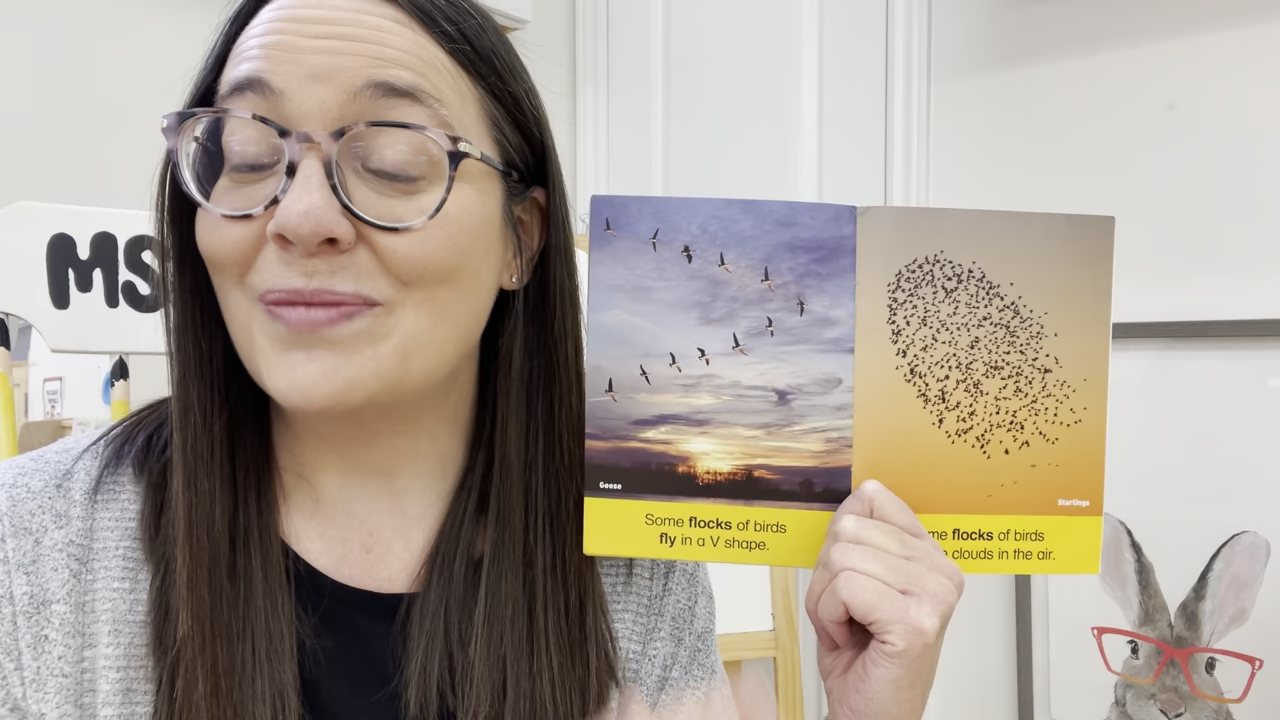 MS
Geese
Some flocks of birds
fly in a V shape.
Starlings
flocks of birds
clouds in the air.